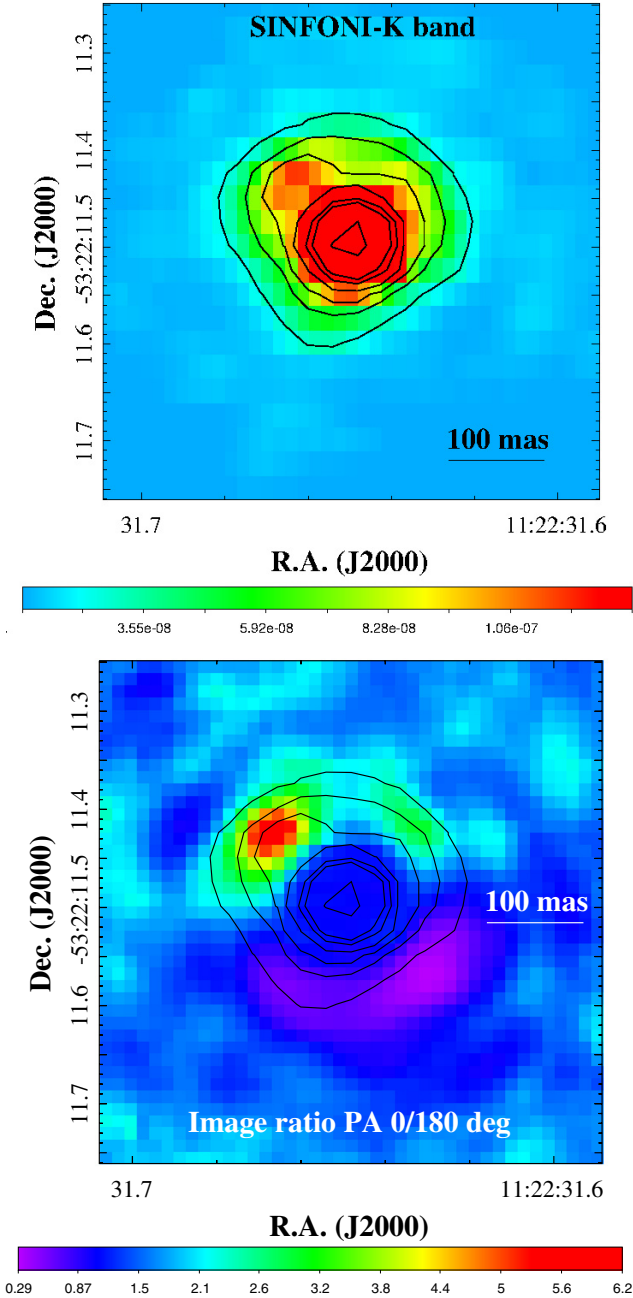 SINFONI-K band
11.3
11.4
-53:22:11.5
11.6
11.7
Dec. (J2000)
100 mas
31.7 11:22:31.6
R.A. (J2000)
3.55e-08 5.92e-08 8.28e-08 1.06e-07
11.3
11.4
-53:22:11.5
11.6
11.7
Dec. (J2000)
100 mas
Image ratio PA 0/180 deg
31.7 11:22:31.6
R.A. (J2000)
0.29 0.87 1.5 2.1 2.6 3.2 3.8 4.4 5 5.6 6.2